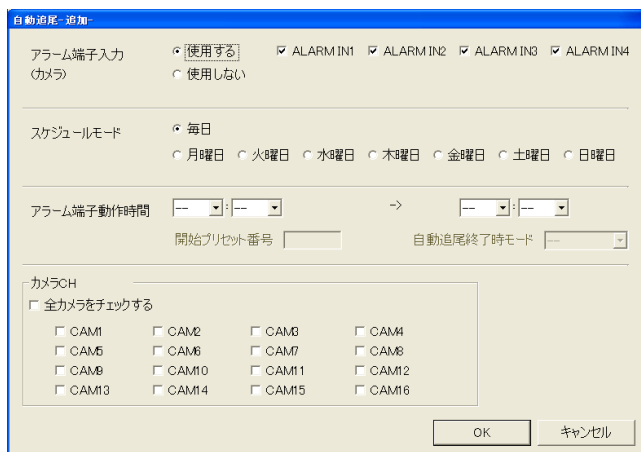 自動追尾-追加-
アラーム端子入力 使用する ALARM IN1 ALARM IN2 ALARM IN3 ALARM IN4
(カメラ) 使用しない
スケジュールモード 毎日
月曜日 火曜日 水曜日 木曜日 金曜日 土曜日 日曜日
アラーム端子動作時間 -- : -- -> -- : --
開始プリセット番号 自動追尾終了時モード --
カメラCH
全カメラをチェックする
CAM1 CAM2 CAM3 CAM4
CAM5 CAM6 CAM7 CAM8
CAM9 CAM10 CAM11 CAM12
CAM13 CAM14 CAM15 CAM16
OK キャンセル